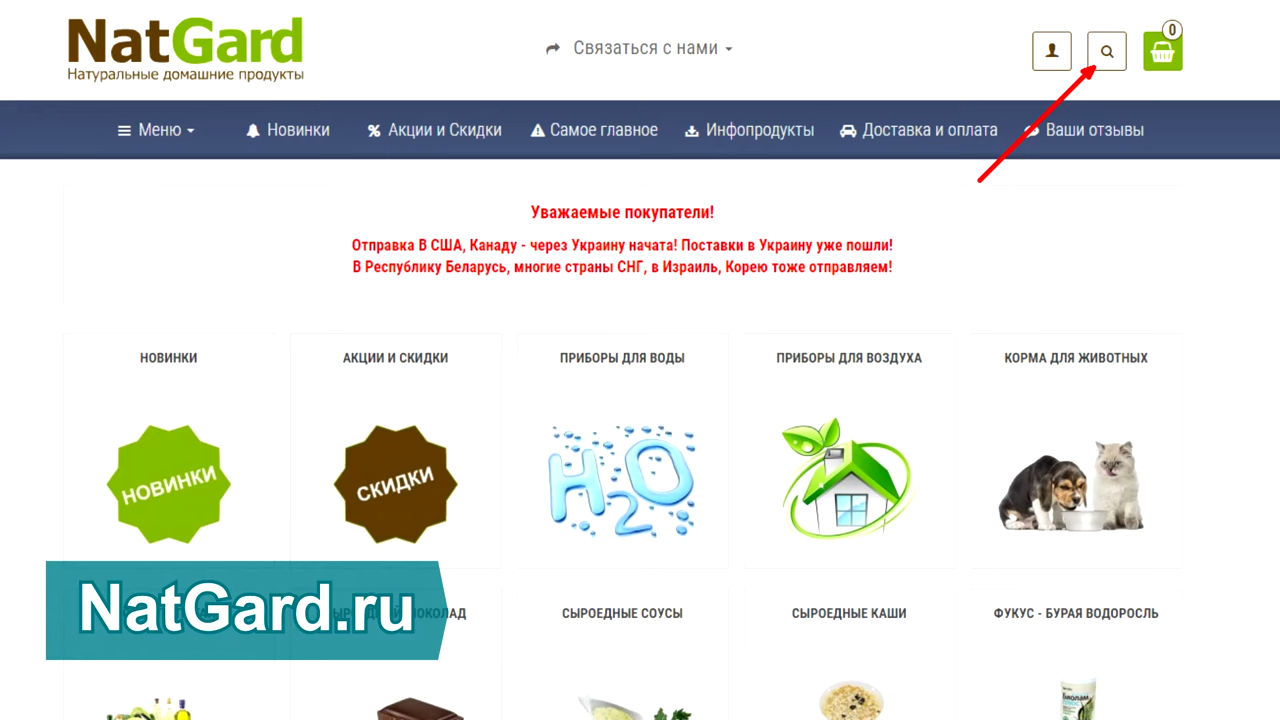 NatGard
Натуральные домашние продукты
Связаться с нами
0
Меню
Новинки
Акции и Скидки
Самое главное
Инфопродукты
Доставка и оплата
Ваши отзывы
Уважаемые покупатели!
Отправка В США, Канаду - через Украину начата! Поставки в Украину уже пошли!
В Республику Беларусь, многие страны СНГ, в Израиль, Корею тоже отправляем!
НОВИНКИ
АКЦИИ И СКИДКИ
ПРИБОРЫ ДЛЯ ВОДЫ
ПРИБОРЫ ДЛЯ ВОЗДУХА
КОРМА ДЛЯ ЖИВОТНЫХ
НОВИНКИ
СКИДКИ
H2O
NatGard.ru
СЫРОЕДНЫЕ СОУСЫ
СЫРОЕДНЫЕ КАШИ
ФУКУС - БУРАЯ ВОДОРОСЛЬ